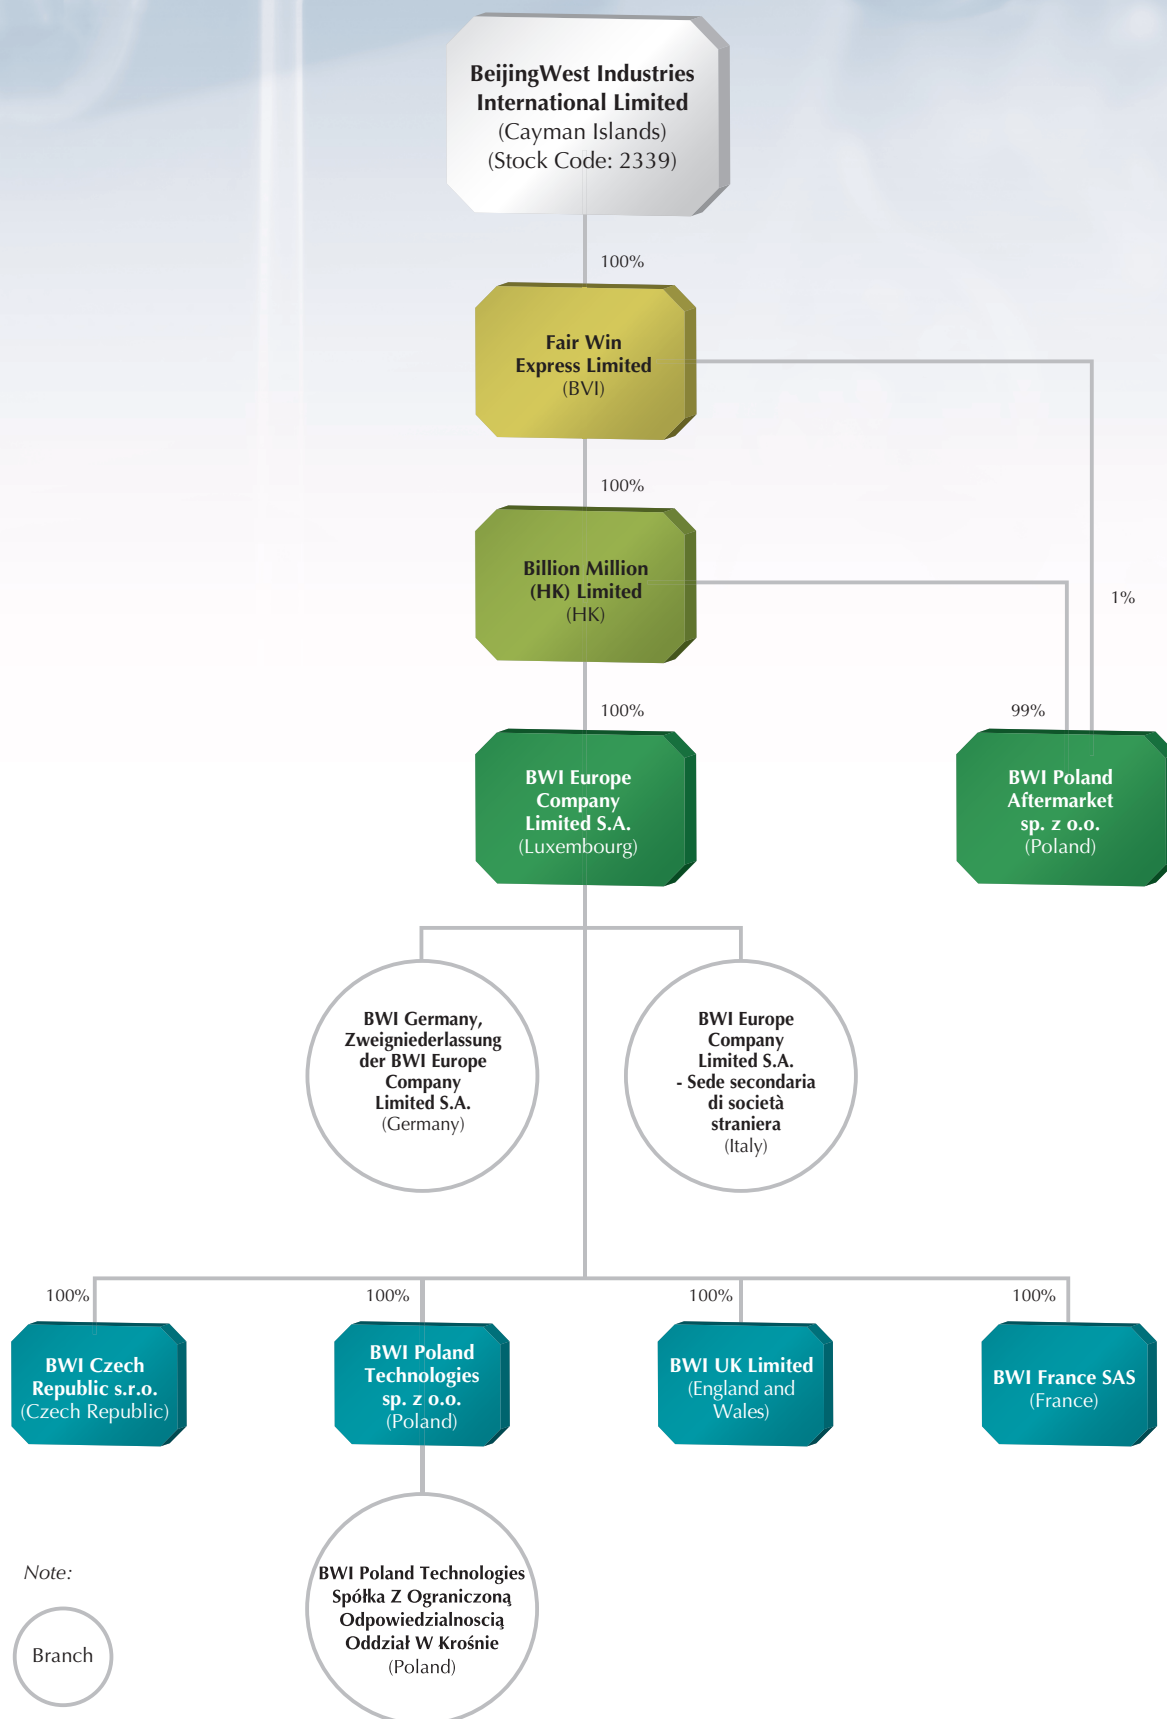 BeijingWest Industries
International Limited
(Cayman Islands)
(Stock Code: 2339)
100%
Fair Win
Express Limited
(BVI)
100%
Billion Million
(HK) Limited
(HK)
1%
100%
99%
BWI Europe
Company
Limited S.A.
(Luxembourg)
BWI Poland
Aftermarket
sp. z o.o.
(Poland)
BWI Germany,
Zweigniederlassung
der BWI Europe
Company
Limited S.A.
(Germany)
BWI Europe
Company
Limited S.A.
- Sede secondaria
di società
straniera
(Italy)
100%
100%
100%
100%
BWI Czech
Republic s.r.o.
(Czech Republic)
BWI Poland
Technologies
sp. z o.o.
(Poland)
BWI UK Limited
(England and
Wales)
BWI France SAS
(France)
BWI Poland Technologies
Spółka Z Ograniczoną
Odpowiedzialnoscią
Oddział W Krośnie
(Poland)
Note:
Branch